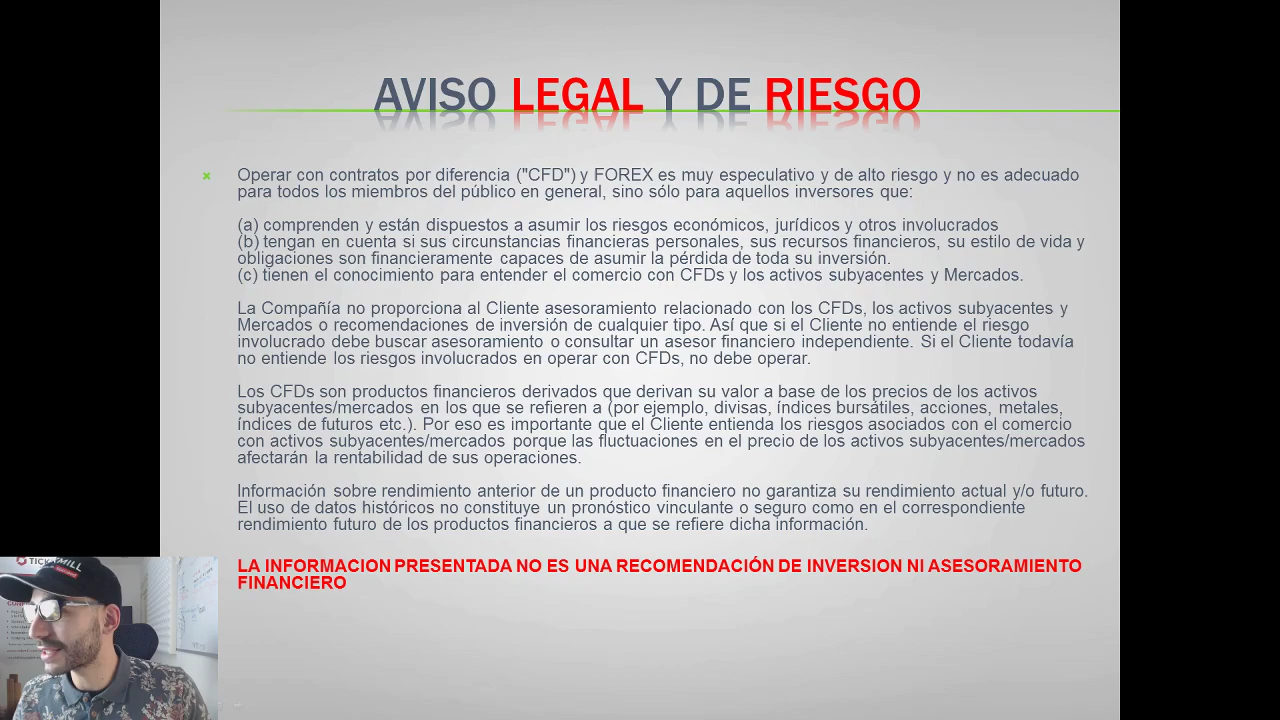 AVISO LEGAL Y DE RIESGO
Operar con contratos por diferencia ("CFD") y FOREX es muy especulativo y de alto riesgo y no es adecuado
para todos los miembros del público en general, sino sólo para aquellos inversores que:
(a) comprenden y están dispuestos a asumir los riesgos económicos, jurídicos y otros involucrados
(b) tengan en cuenta si sus circunstancias financieras personales, sus recursos financieros, su estilo de vida y
obligaciones son financieramente capaces de asumir la pérdida de toda su inversión.
(c) tienen el conocimiento para entender el comercio con CFDs y los activos subyacentes y Mercados.
La Compañía no proporciona al Cliente asesoramiento relacionado con los CFDs, los activos subyacentes y
Mercados o recomendaciones de inversión de cualquier tipo. Así que si el Cliente no entiende el riesgo
involucrado debe buscar asesoramiento o consultar un asesor financiero independiente. Si el Cliente todavía
no entiende los riesgos involucrados en operar con CFDs, no debe operar.
Los CFDs son productos financieros derivados que derivan su valor a base de los precios de los activos
subyacentes/mercados en los que se refieren a (por ejemplo, divisas, índices bursátiles, acciones, metales,
índices de futuros etc.). Por eso es importante que el Cliente entienda los riesgos asociados con el comercio
con activos subyacentes/mercados porque las fluctuaciones en el precio de los activos subyacentes/mercados
afectarán la rentabilidad de sus operaciones.
Información sobre rendimiento anterior de un producto financiero no garantiza su rendimiento actual y/o futuro.
El uso de datos históricos no constituye un pronóstico vinculante o seguro como en el correspondiente
rendimiento futuro de los productos financieros a que se refiere dicha información.
LA INFORMACION PRESENTADA NO ES UNA RECOMENDACIÓN DE INVERSION NI ASESORAMIENTO
FINANCIERO